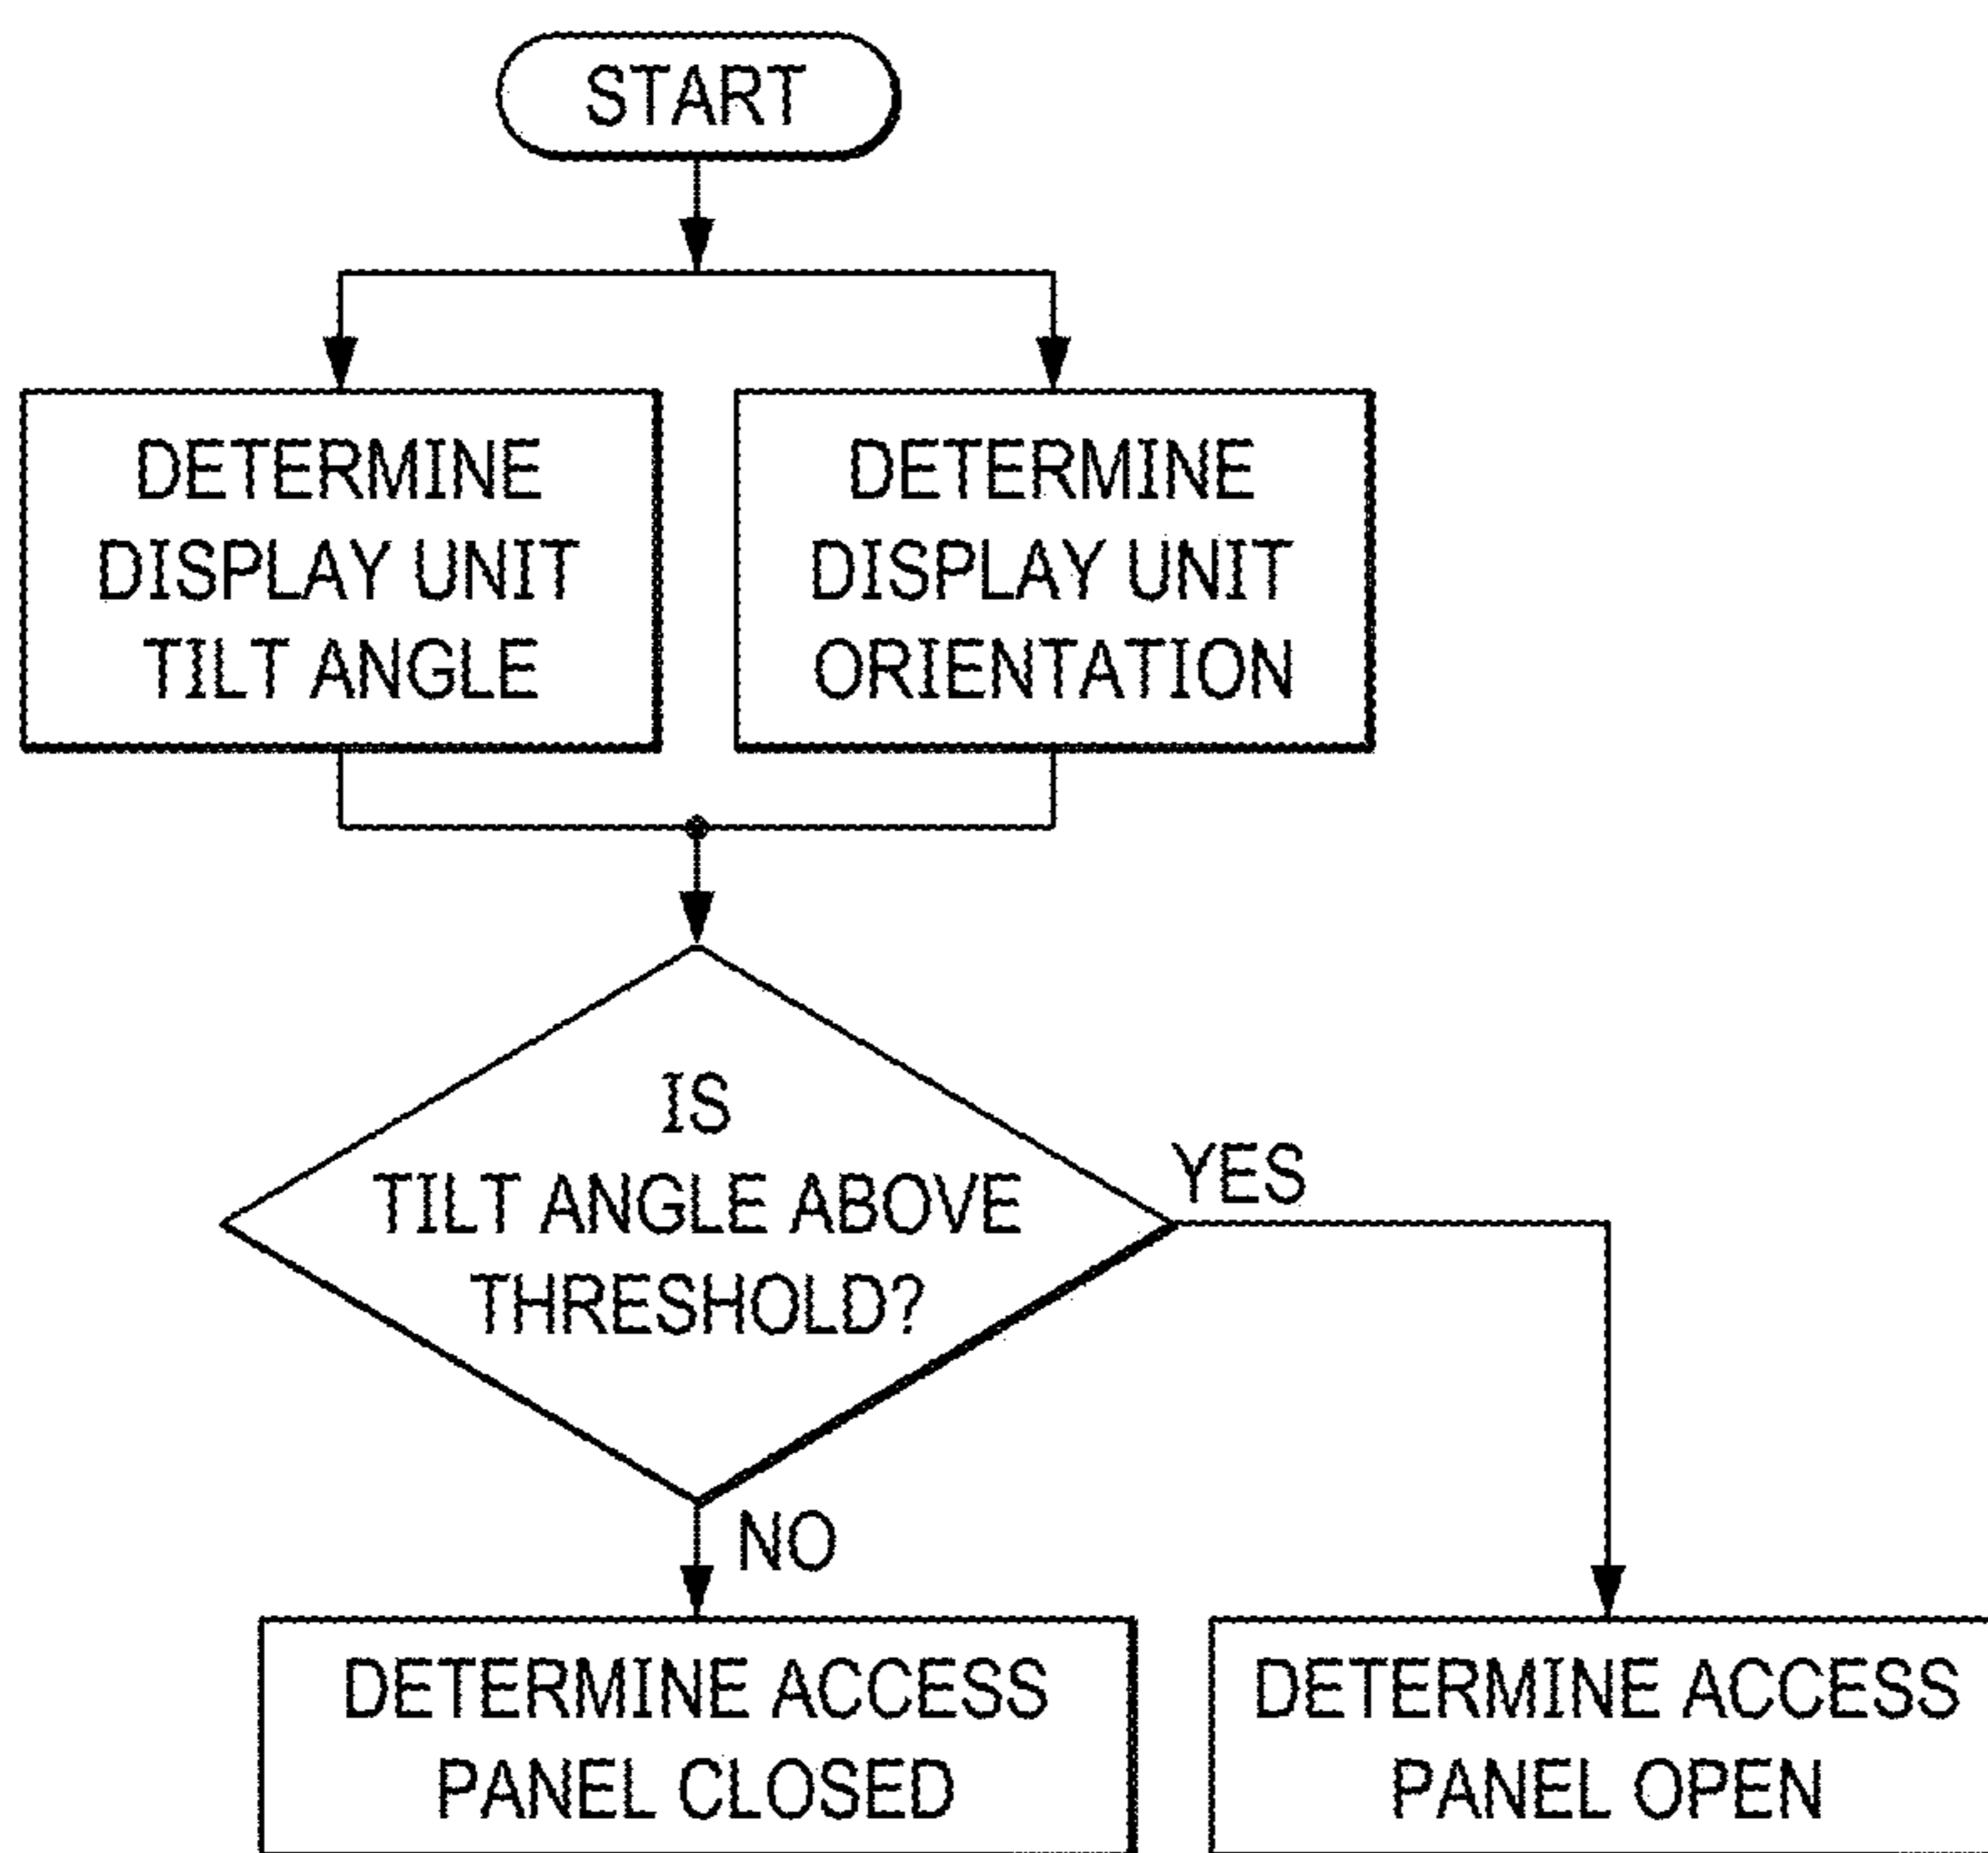 START
DETERMINE
DISPLAY UNIT
TILT ANGLE
DETERMINE
DISPLAY UNIT
ORIENTATION
IS
TILT ANGLE ABOVE
THRESHOLD?
YES
NO
DETERMINE ACCESS
PANEL CLOSED
DETERMINE ACCESS
PANEL OPEN